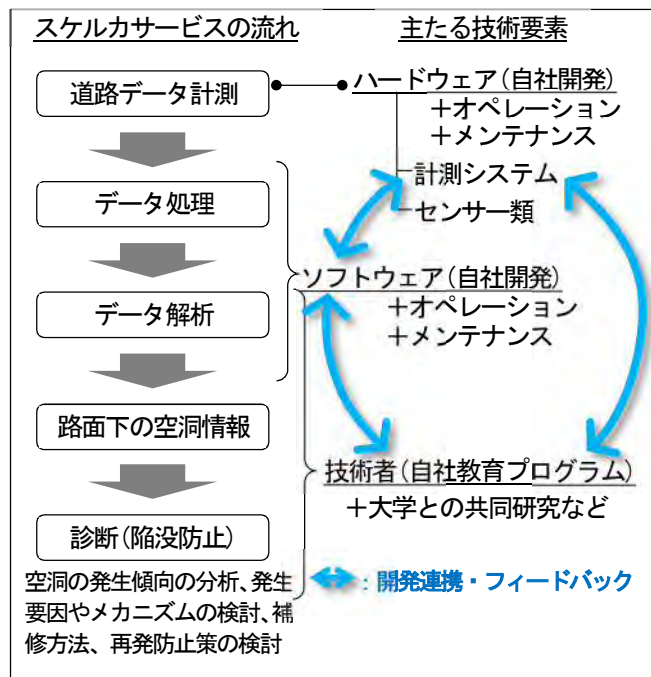 スケルカサービスの流れ
道路データ計測
データ処理
データ解析
路面下の空洞情報
診断(陥没防止)
空洞の発生傾向の分析、発生
要因やメカニズムの検討、補
修方法、再発防止策の検討
主たる技術要素
ハードウェア(自社開発)
+オペレーション
+メンテナンス
計測システム
センサー類
ソフトウェア(自社開発)
+オペレーション
+メンテナンス
技術者(自社教育プログラム)
+大学との共同研究など
:開発連携・フィードバック